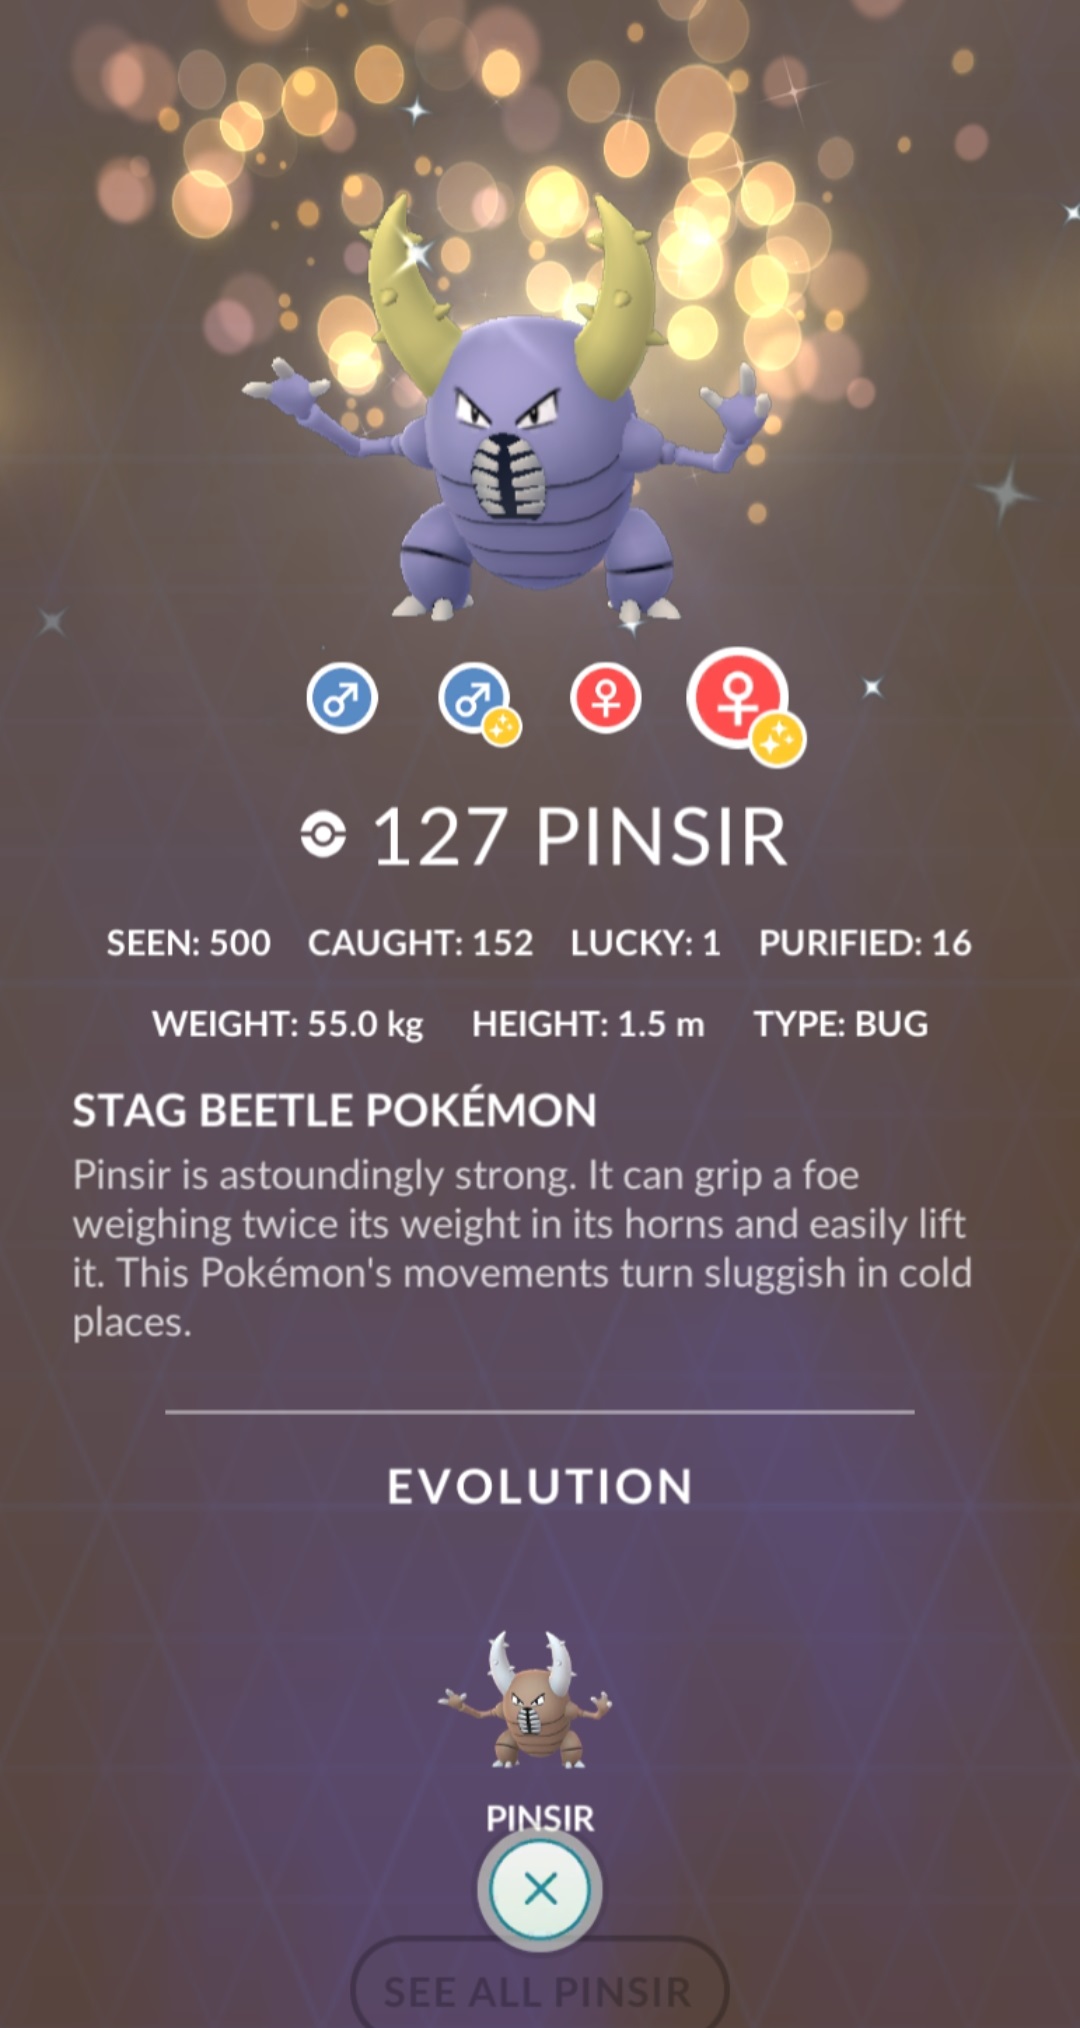 127 PINSIR
SEEN: 500 CAUGHT: 152 LUCKY: 1 PURIFIED: 16
WEIGHT: 55.0 kg HEIGHT: 1.5 m TYPE: BUG
STAG BEETLE POKÉMON
Pinsir is astoundingly strong. It can grip a foe
weighing twice its weight in its horns and easily lift
it. This Pokémon's movements turn sluggish in cold
places.
EVOLUTION
PINSIR
SEE ALL PINSIR